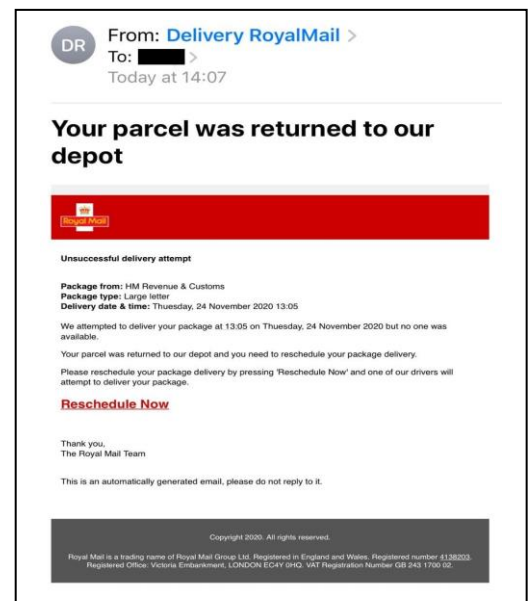 DR
From: Delivery RoyalMail >
To: >
Today at 14:07
Your parcel was returned to our
depot
Royal Mail
Unsuccessful delivery attempt
Package from: HM Revenue & Customs
Package type: Large letter
Delivery date & time: Thuesday, 24 November 2020 13:05
We attempted to deliver your package at 13:05 on Thuesday, 24 November 2020 but no one was
available.
Your parcel was returned to our depot and you need to reschedule your package delivery.
Please reschedule your package delivery by pressing 'Reschedule Now' and one of our drivers will
attempt to deliver your package.
Reschedule Now
Thank you,
The Royal Mail Team
This is an automatically generated email, please do not reply to it.
Copyright 2020. All rights reserved.
Royal Mail is a trading name of Royal Mail Group Ltd. Registered in England and Wales. Registered number 4138203.
Registered Office: Victoria Embankment, LONDON EC4Y 0HQ. VAT Registration Number GB 243 1700 02.